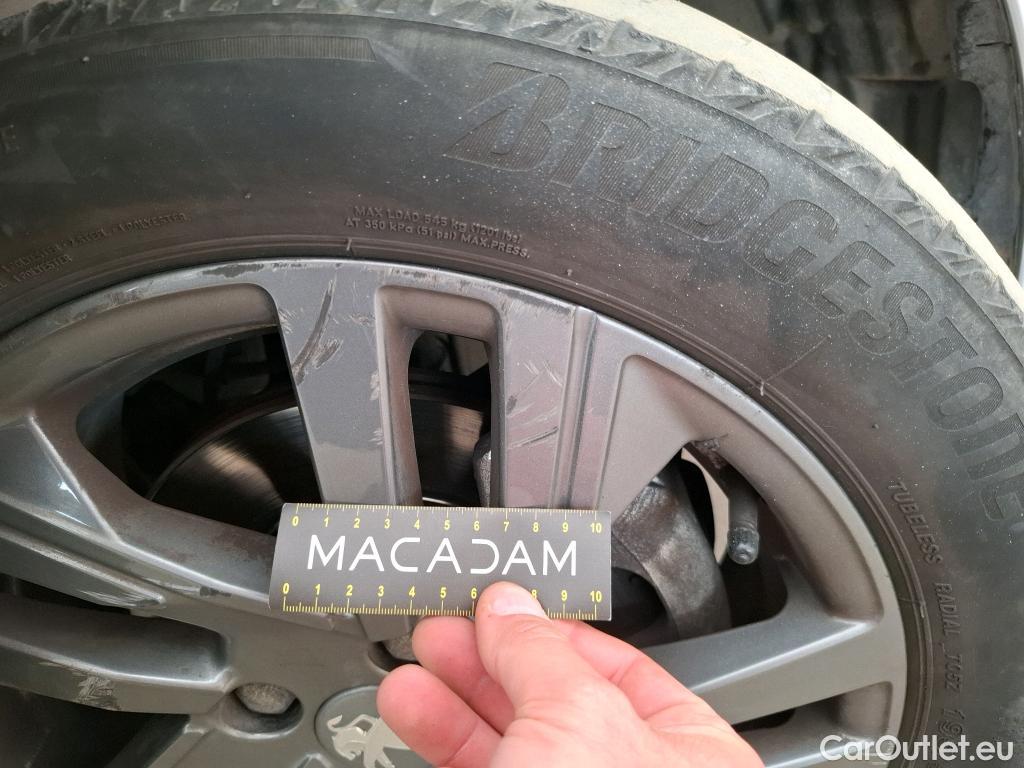 BRIDGESTONE
MAX LOAD 545 KG (1201 lbs)
AT 350 kPa (51 psi) MAX.PRESS.
POLYESTER
TUBELESS RADIAL
0 1 2 3 4 5 6 7 8 9 10
MACADAM
0 1 2 3 4 5 6 8 9 10
CarOutlet.eu